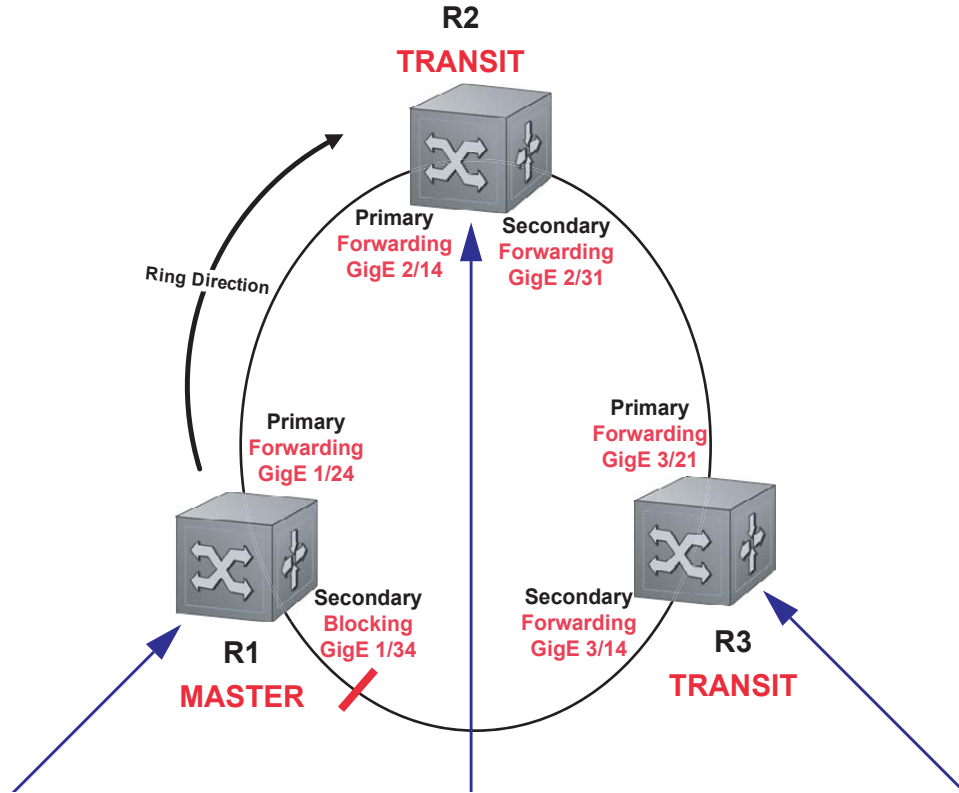 R2
TRANSIT
Primary
Forwarding
GigE 2/14
Secondary
Forwarding
GigE 2/31
Ring Direction
Primary
Forwarding
GigE 1/24
Primary
Forwarding
GigE 3/21
Secondary
Blocking
GigE 1/34
Secondary
Forwarding
GigE 3/14
R1
MASTER
R3
TRANSIT